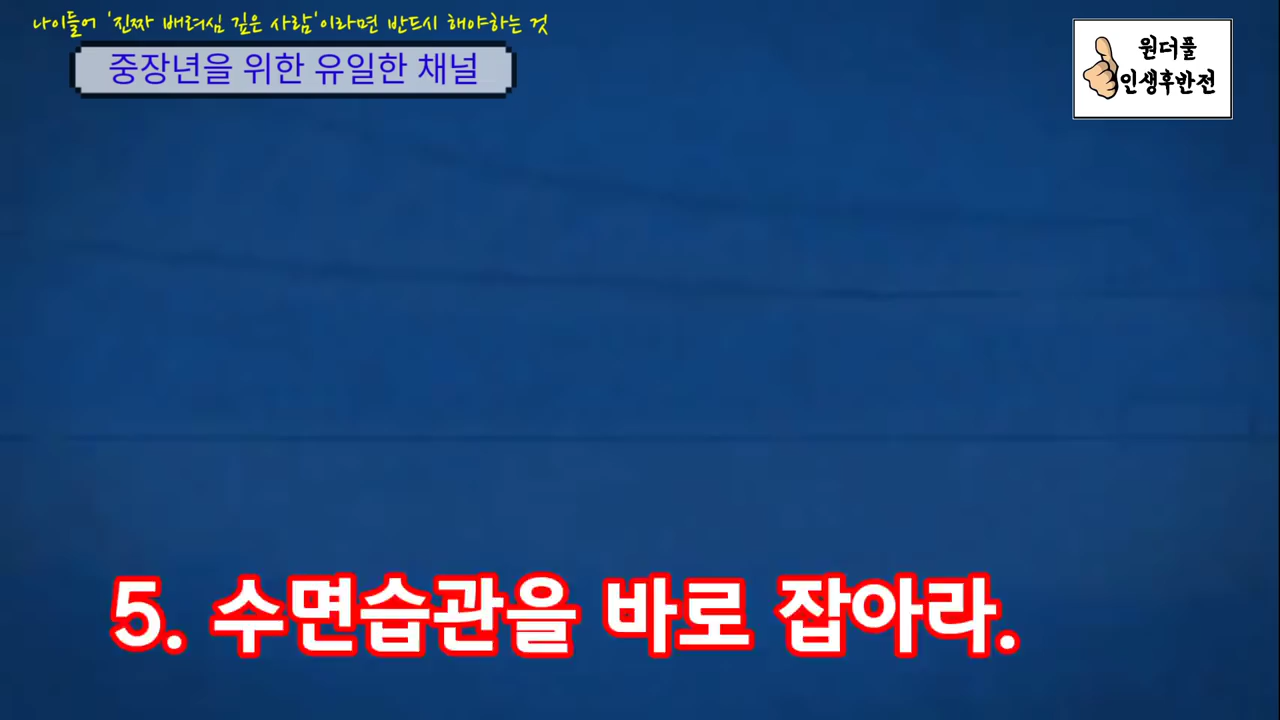 나이들어 '진짜 배려심 깊은 사람'이라면 반드시 해야하는 것
중장년을 위한 유일한 채널
원더풀
인생후반전
5. 수면습관을 바로 잡아라.